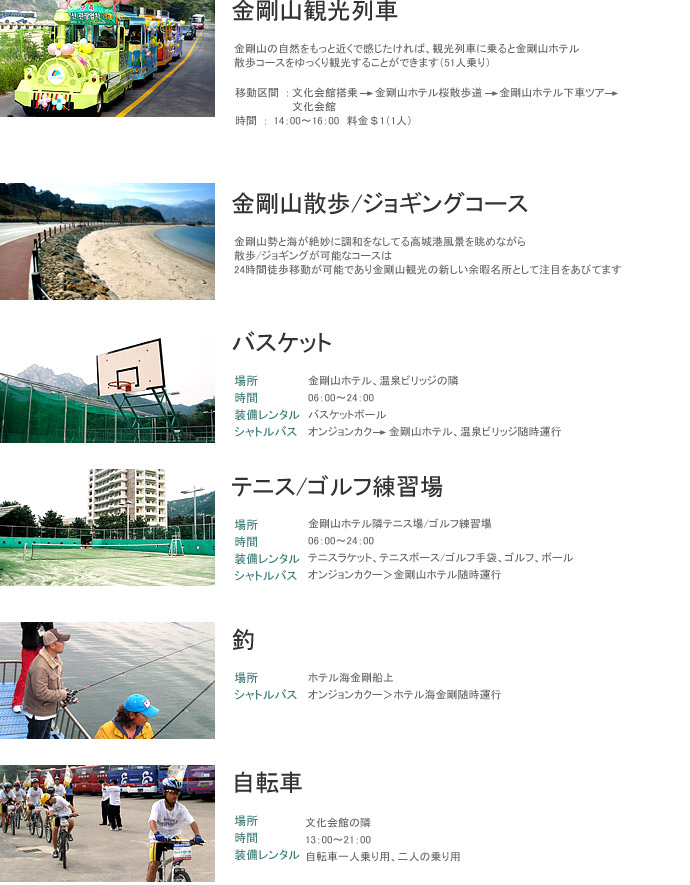 金剛山観光列車
金剛山の自然をもっと近くで感じたければ、観光列車に乗ると金剛山ホテル
散歩コースをゆっくり観光することができます(51人乗り)
移動区間 : 文化会館搭乗→金剛山ホテル桜散歩道→金剛山ホテル下車ツアー→
文化会館
時間 : 14:00～16:00 料金＄1(1人)
金剛山散歩/ジョギングコース
金剛山勢と海が絶妙に調和をなしてる高城港風景を眺めながら
散歩/ジョギングが可能なコースは
24時間徒歩移動が可能であり金剛山観光の新しい余暇名所として注目をあびてます
バスケット
場所 金剛山ホテル、温泉ビリッジの隣
時間 06:00～24:00
装備レンタル バスケットボール
シャトルバス オンジョンカク→ 金剛山ホテル、温泉ビリッジ随時運行
テニス/ゴルフ練習場
場所 金剛山ホテル隣テニス場/ゴルフ練習場
時間 06:00～24:00
装備レンタル テニスラケット、テニスボース/ゴルフ手袋、ゴルフ、ボール
シャトルバス オンジョンカクー＞金剛山ホテル随時運行
釣
場所 ホテル海金剛船上
シャトルバス オンジョンカクー＞ホテル海金剛随時運行
自転車
場所 文化会館の隣
時間 13:00～21:00
装備レンタル 自転車一人乗り用、二人の乗り用